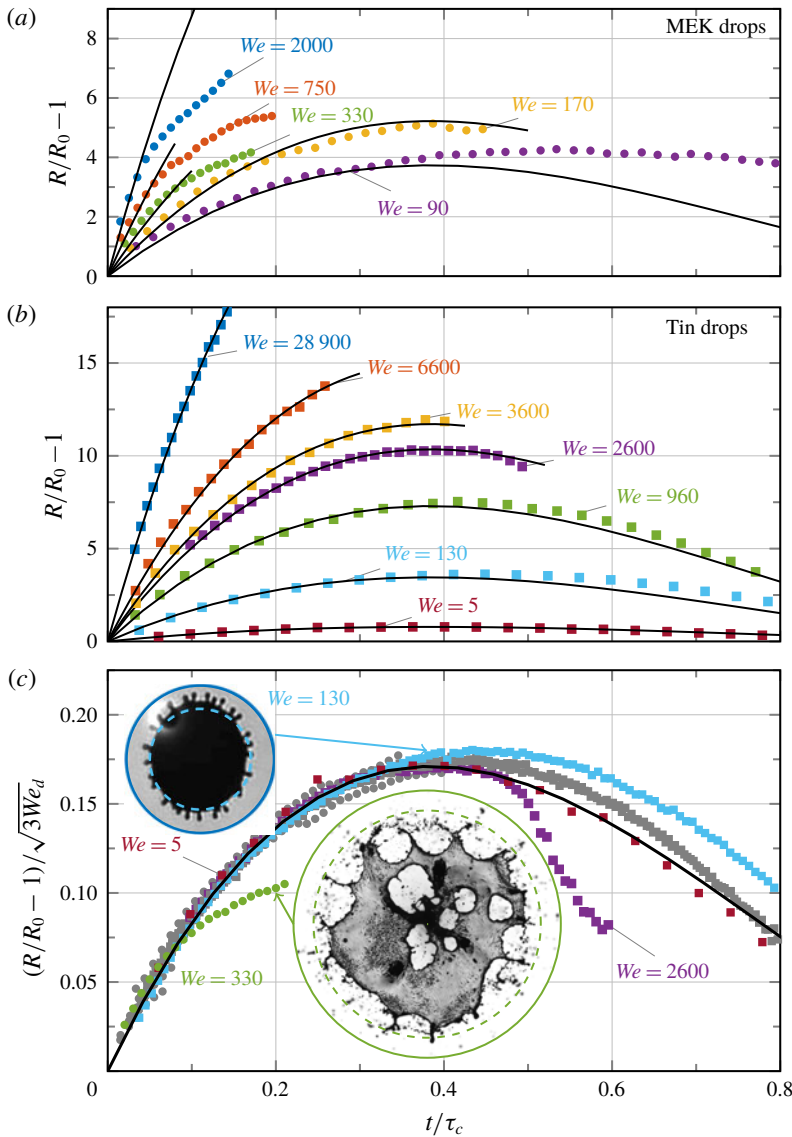 (a)
MEK drops
We = 2000
We = 750
We = 330
We = 170
We = 90
R/R₀ − 1
8
6
4
2
0
(b)
Tin drops
We = 28 900
We = 6600
We = 3600
We = 2600
We = 960
We = 130
We = 5
R/R₀ − 1
15
10
5
0
(c)
We = 130
We = 5
We = 330
We = 2600
(R/R₀ − 1)/√3We_d
0.20
0.15
0.10
0.05
0 0.2 0.4 0.6 0.8
t/τ_c